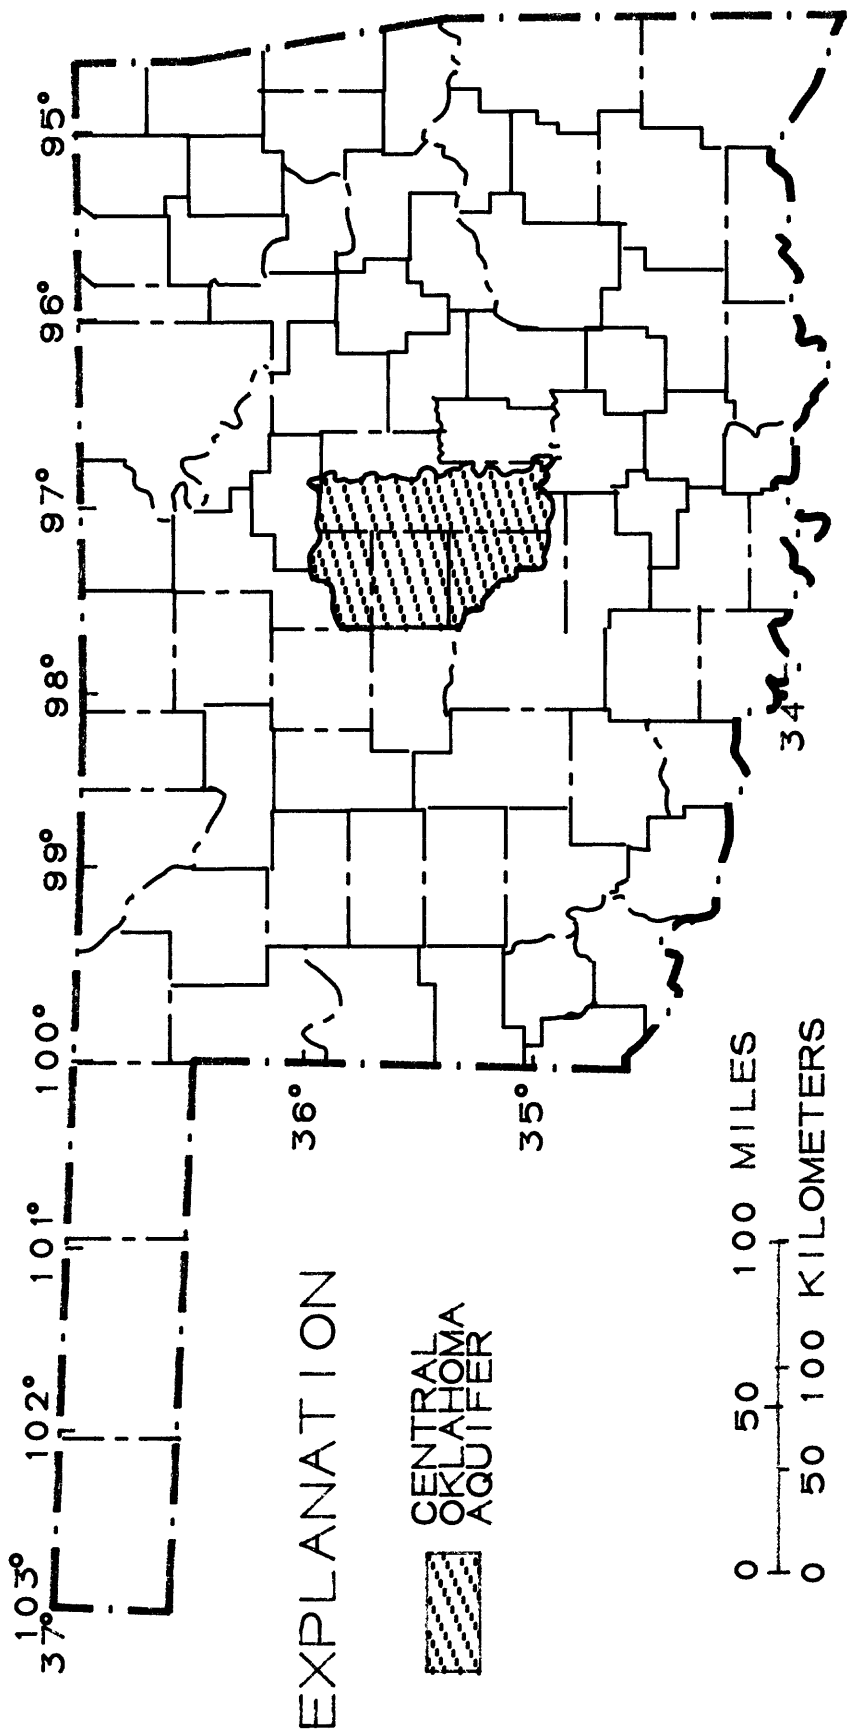 103° 102° 101° 100° 99° 98° 97° 96° 95°
37°
36°
35°
34
EXPLANATION
CENTRAL
OKLAHOMA
AQUIFER
0 50 100 MILES
0 50 100 KILOMETERS